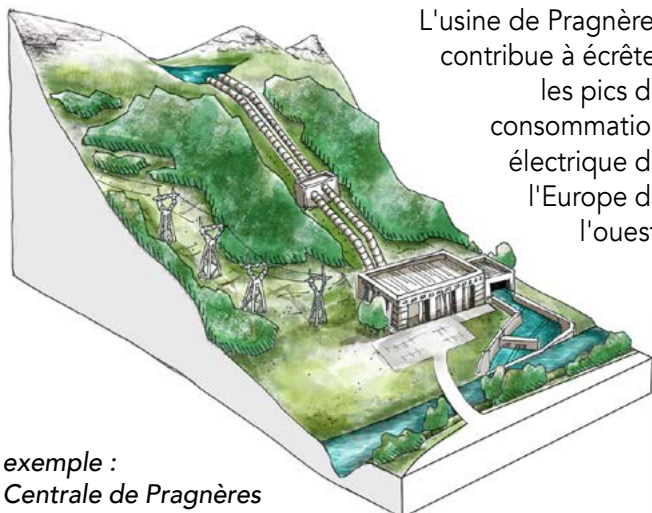 L'usine de Pragnère
contribue à écrête
les pics d
consommatio
électrique d
l'Europe d
l'ouest
exemple :
Centrale de Pragnères